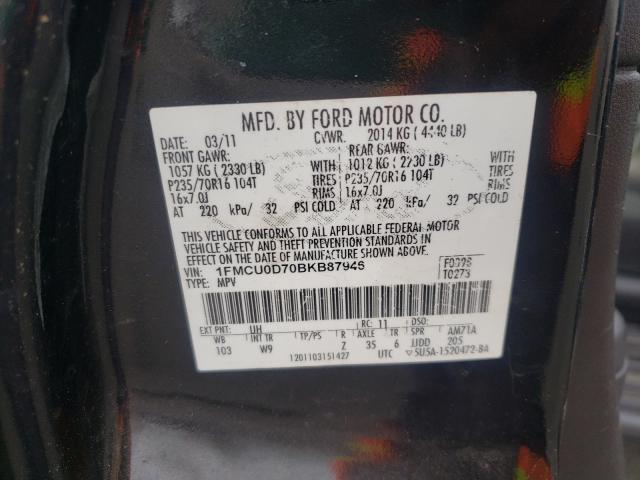 MFD. BY FORD MOTOR CO.
DATE: 03/11 GVWR: 2014 KG (4440 LB)
FRONT GAWR: REAR GAWR:
1057 KG (2330 LB) WITH 1012 KG (2230 LB) WITH
P235/70R16 104T TIRES P235/70R16 104T TIRES
16x7.0J RIMS 16x7.0J RIMS
AT 220 kPa/ 32 PSI COLD AT 220 kPa/ 32 PSI COLD
THIS VEHICLE CONFORMS TO ALL APPLICABLE FEDERAL MOTOR
VEHICLE SAFETY AND THEFT PREVENTION STANDARDS IN
EFFECT ON THE DATE OF MANUFACTURE SHOWN ABOVE.
VIN: 1FMCU0D70BKB87946
TYPE: MPV
T0273
EXT PNT: UH RC: 11 DSO:
WB INT TR TP/PS R AXLE TR SPR AM71A
103 W9 Z 35 6 JJDD 205
1201103151427 UTC 5U5A-1520472-BA